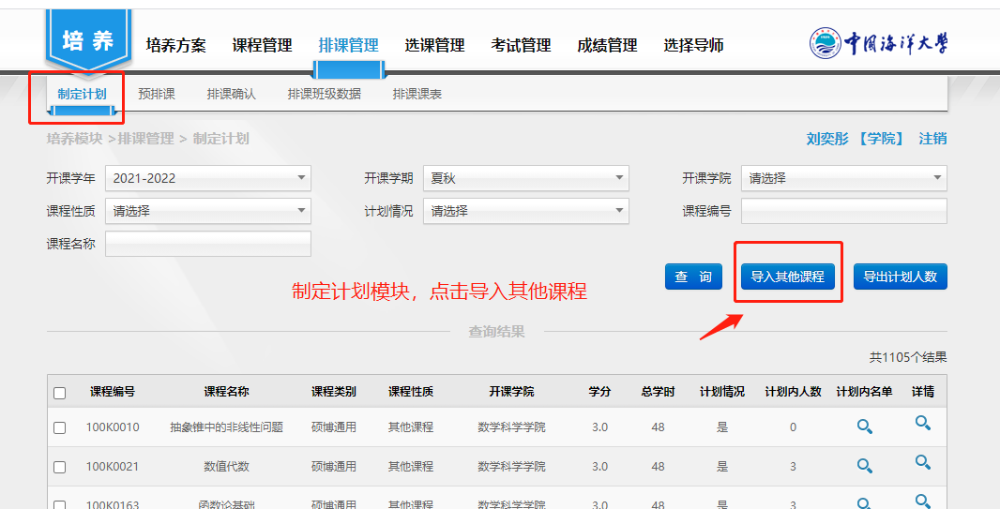 培养
培养方案 课程管理 排课管理 选课管理 考试管理 成绩管理 选择导师
中国海洋大学
制定计划 预排课 排课确认 排课班级数据 排课课表
培养模块 >排课管理 > 制定计划
刘奕彤 【学院】 注销
开课学年 2021-2022 开课学期 夏秋 开课学院 请选择
课程性质 请选择 计划情况 请选择 课程编号
课程名称
查 询 导入其他课程 导出计划人数
制定计划模块，点击导入其他课程
查询结果
共1105个结果
课程编号 课程名称 课程类别 课程性质 开课学院 学分 总学时 计划情况 计划内人数 计划内名单 详情
100K0010 抽象锥中的非线性问题 硕博通用 其他课程 数学科学学院 3.0 48 是 0
100K0021 数值代数 硕博通用 其他课程 数学科学学院 3.0 48 是 3
100K0163 函数论基础 硕博通用 其他课程 数学科学学院 3.0 48 是 3